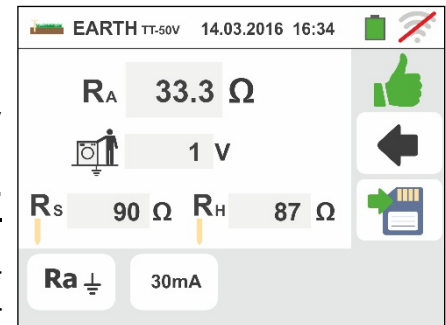 EARTH TT-50V 14.03.2016 16:34
RA 33.3 Ω
1 V
RS 90 Ω RH 87 Ω
Ra 30mA